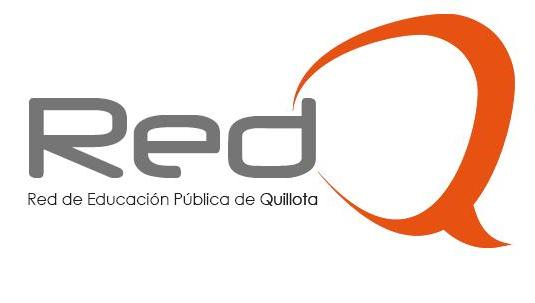 Red Q
Red de Educación Pública de Quillota